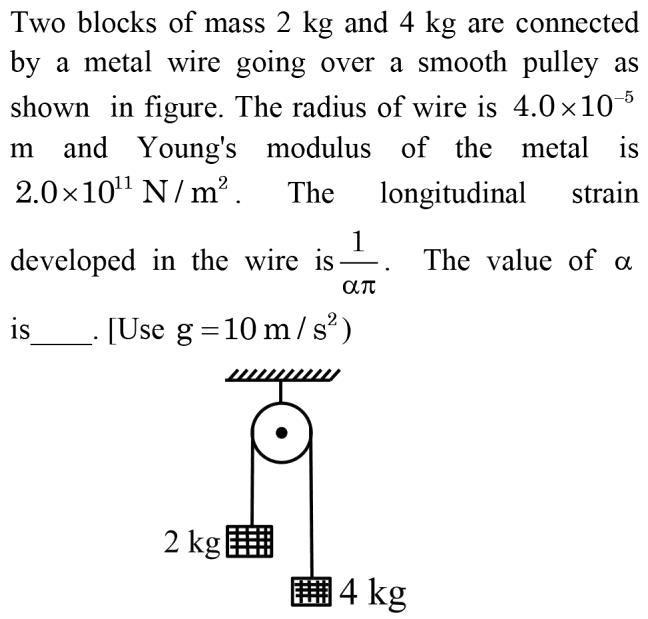 Two blocks of mass 2 kg and 4 kg are connected
by a metal wire going over a smooth pulley as
shown in figure. The radius of wire is 4.0×10⁻⁵
m and Young's modulus of the metal is
2.0×10¹¹ N/m². The longitudinal strain
developed in the wire is 1/απ. The value of α
is____. [Use g=10 m/s²)
2 kg
4 kg